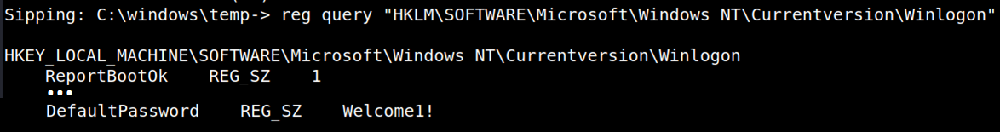 Sipping: C:\windows\temp-> reg query "HKLM\SOFTWARE\Microsoft\Windows NT\Currentversion\Winlogon"
HKEY_LOCAL_MACHINE\SOFTWARE\Microsoft\Windows NT\Currentversion\Winlogon
ReportBootOk REG_SZ 1
•••
DefaultPassword REG_SZ Welcome1!